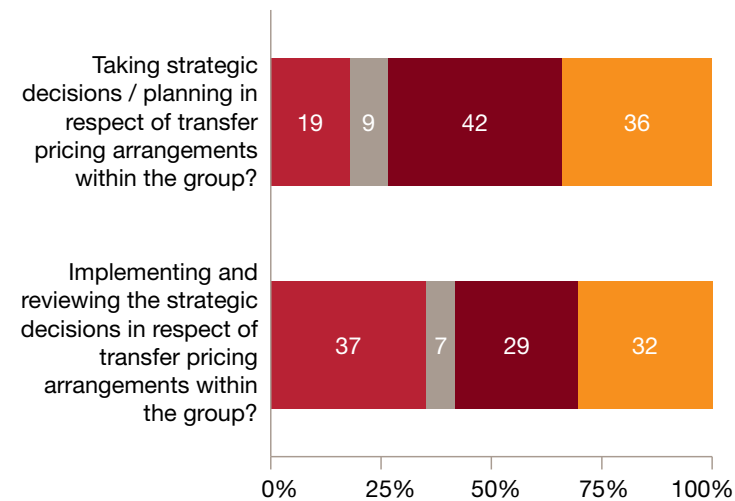 Taking strategic
decisions / planning in
respect of transfer
pricing arrangements
within the group?
19 9 42 36
Implementing and
reviewing the strategic
decisions in respect of
transfer pricing
arrangements within
the group?
37 7 29 32
0% 25% 50% 75% 100%